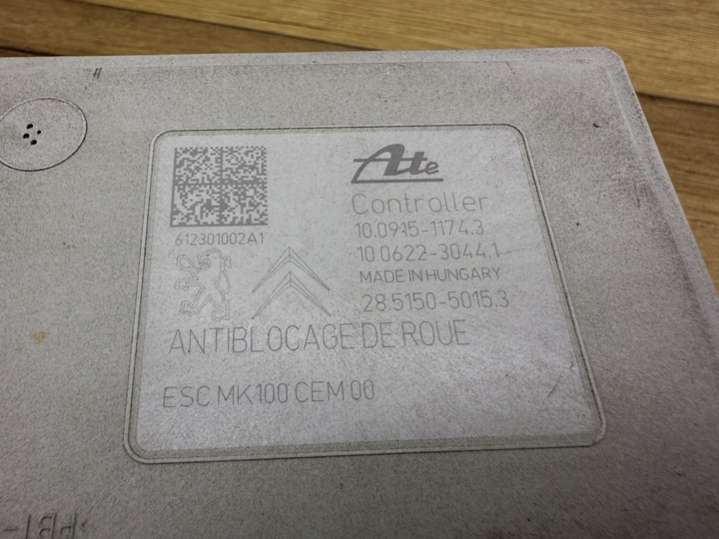 Ate
612301002A1
Controller
10.0915-1174.3
10.0622-3044.1
MADE IN HUNGARY
28.5150-5015.3
ANTIBLOCAGE DE ROUE
ESC MK100 CEM 00